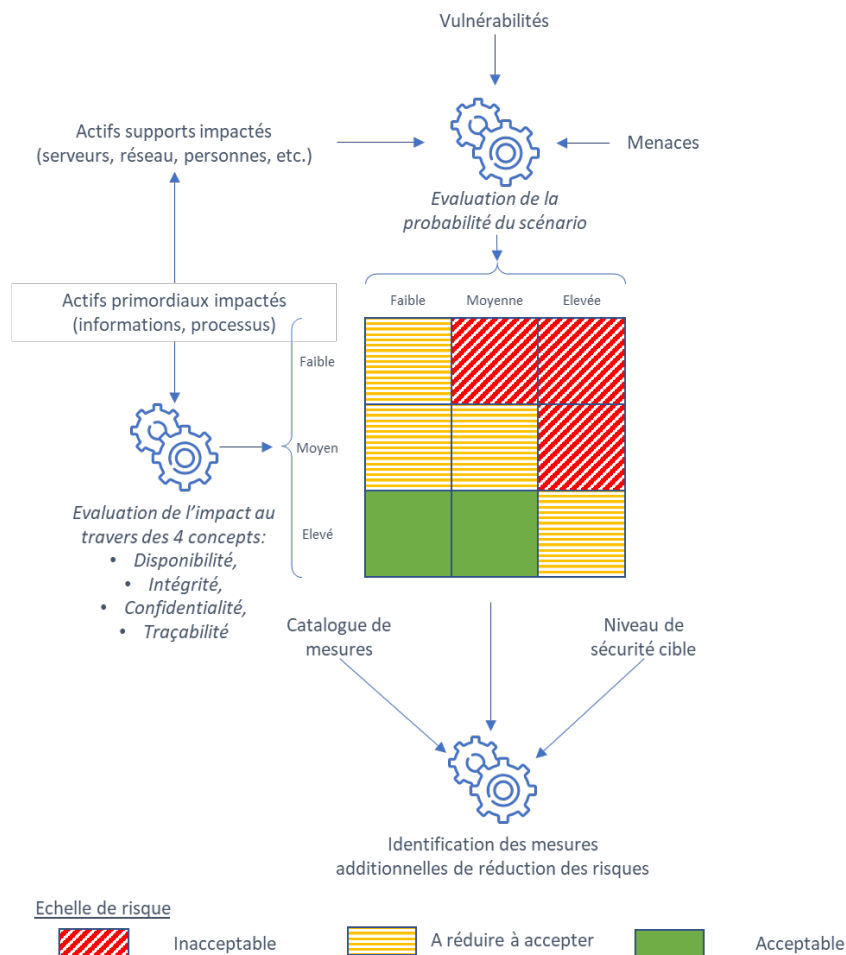 Vulnérabilités
Actifs supports impactés
(serveurs, réseau, personnes, etc.)
Menaces
Evaluation de la
probabilité du scénario
Actifs primordiaux impactés
(informations, processus)
Faible
Moyenne
Elevée
Faible
Moyen
Elevé
Evaluation de l'impact au
travers des 4 concepts:
• Disponibilité,
• Intégrité,
• Confidentialité,
• Traçabilité
Catalogue de
mesures
Niveau de
sécurité cible
Identification des mesures
additionnelles de réduction des risques
Echelle de risque
Inacceptable
A réduire à accepter
Acceptable